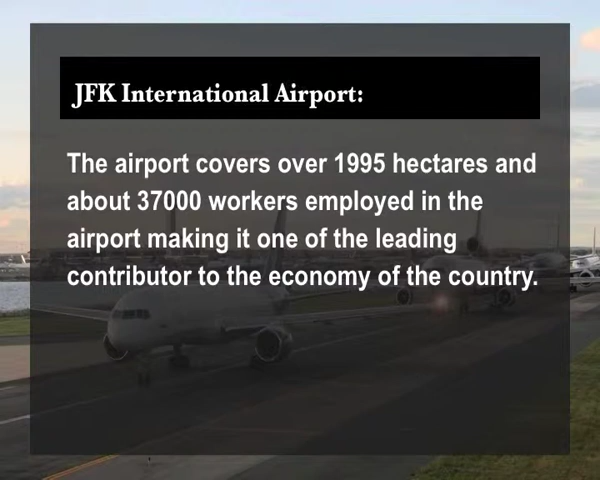 JFK International Airport:
The airport covers over 1995 hectares and
about 37000 workers employed in the
airport making it one of the leading
contributor to the economy of the country.